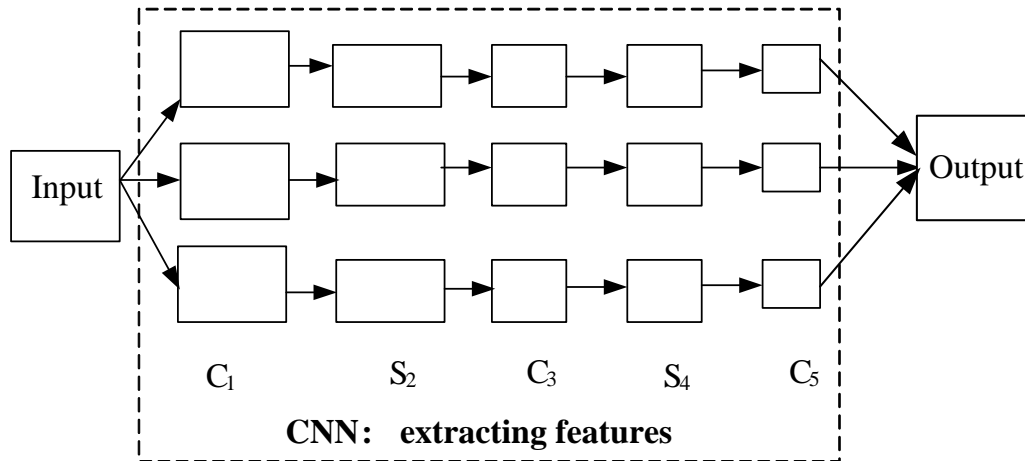 Input
Output
C₁ S₂ C₃ S₄ C₅
CNN： extracting features